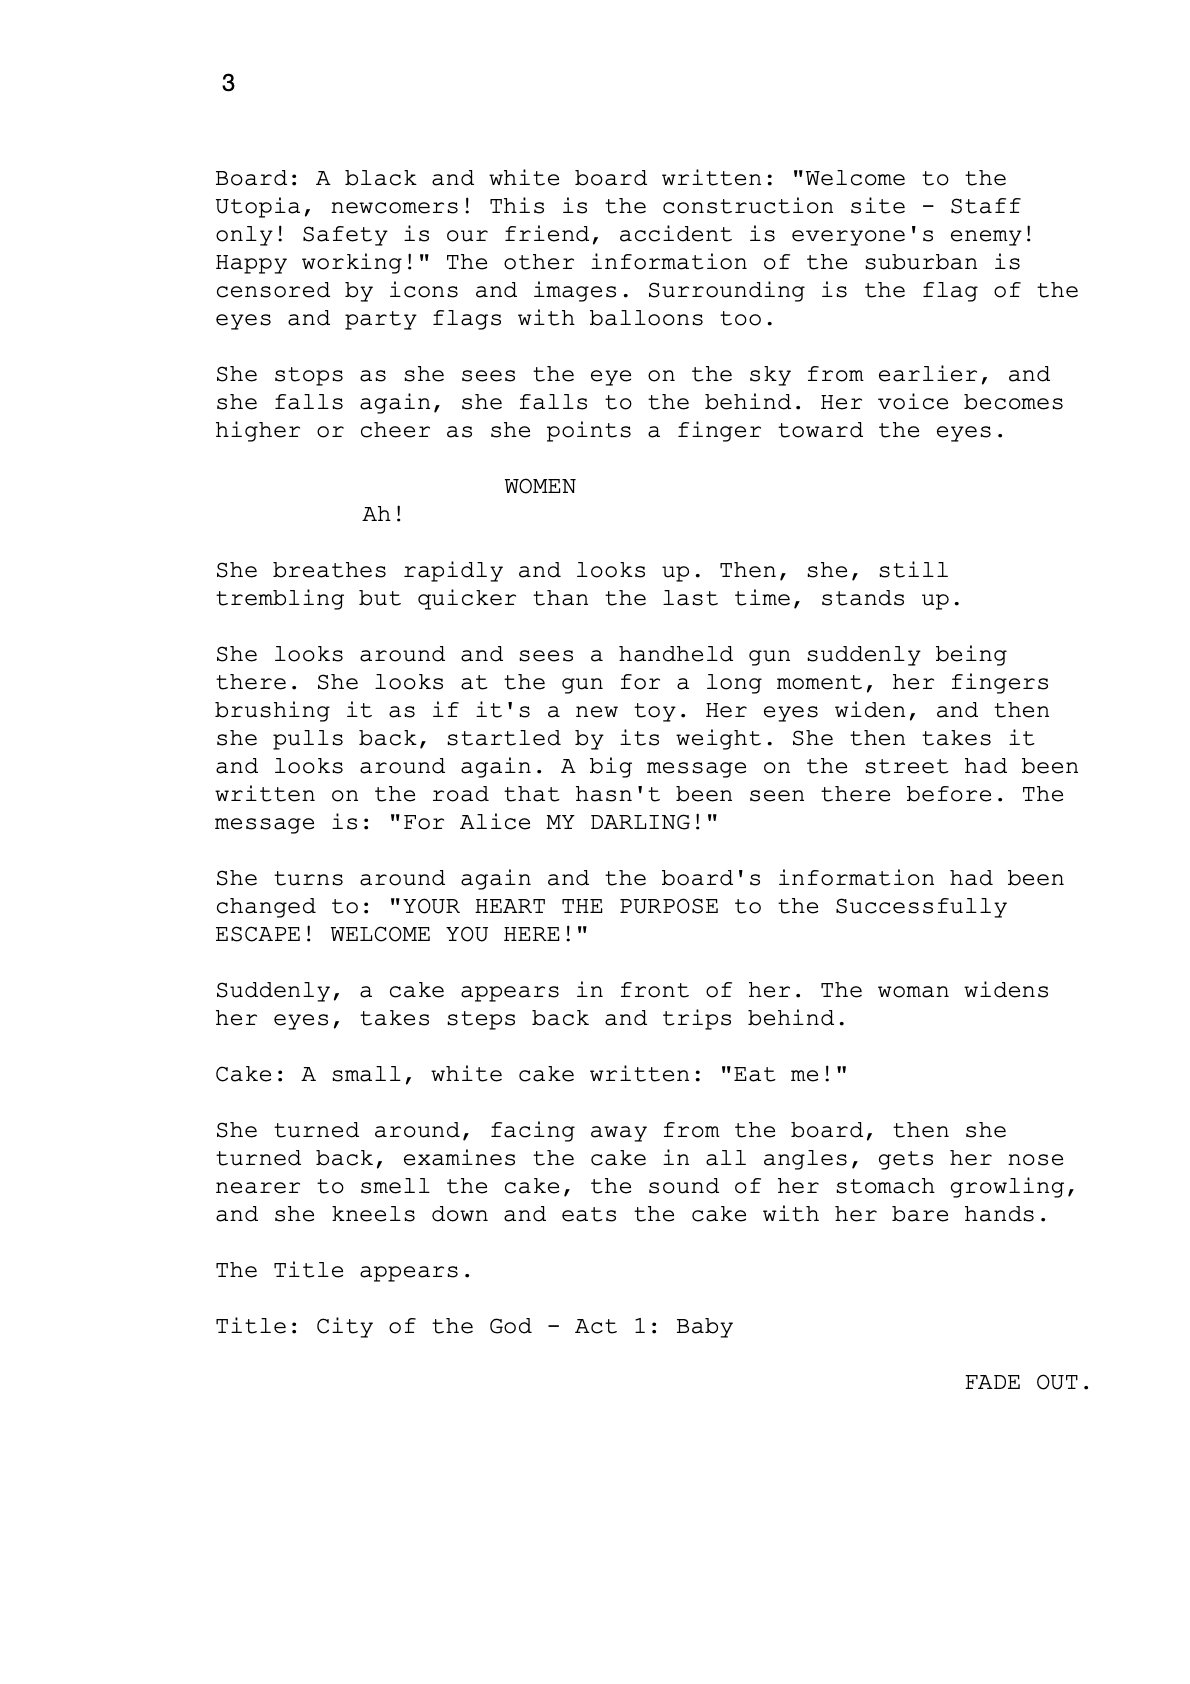 3
Board: A black and white board written: "Welcome to the
Utopia, newcomers! This is the construction site - Staff
only! Safety is our friend, accident is everyone's enemy!
Happy working!" The other information of the suburban is
censored by icons and images. Surrounding is the flag of the
eyes and party flags with balloons too.
She stops as she sees the eye on the sky from earlier, and
she falls again, she falls to the behind. Her voice becomes
higher or cheer as she points a finger toward the eyes.
WOMEN
Ah!
She breathes rapidly and looks up. Then, she, still
trembling but quicker than the last time, stands up.
She looks around and sees a handheld gun suddenly being
there. She looks at the gun for a long moment, her fingers
brushing it as if it's a new toy. Her eyes widen, and then
she pulls back, startled by its weight. She then takes it
and looks around again. A big message on the street had been
written on the road that hasn't been seen there before. The
message is: "For Alice MY DARLING!"
She turns around again and the board's information had been
changed to: "YOUR HEART THE PURPOSE to the Successfully
ESCAPE! WELCOME YOU HERE!"
Suddenly, a cake appears in front of her. The woman widens
her eyes, takes steps back and trips behind.
Cake: A small, white cake written: "Eat me!"
She turned around, facing away from the board, then she
turned back, examines the cake in all angles, gets her nose
nearer to smell the cake, the sound of her stomach growling,
and she kneels down and eats the cake with her bare hands.
The Title appears.
Title: City of the God - Act 1: Baby
FADE OUT.